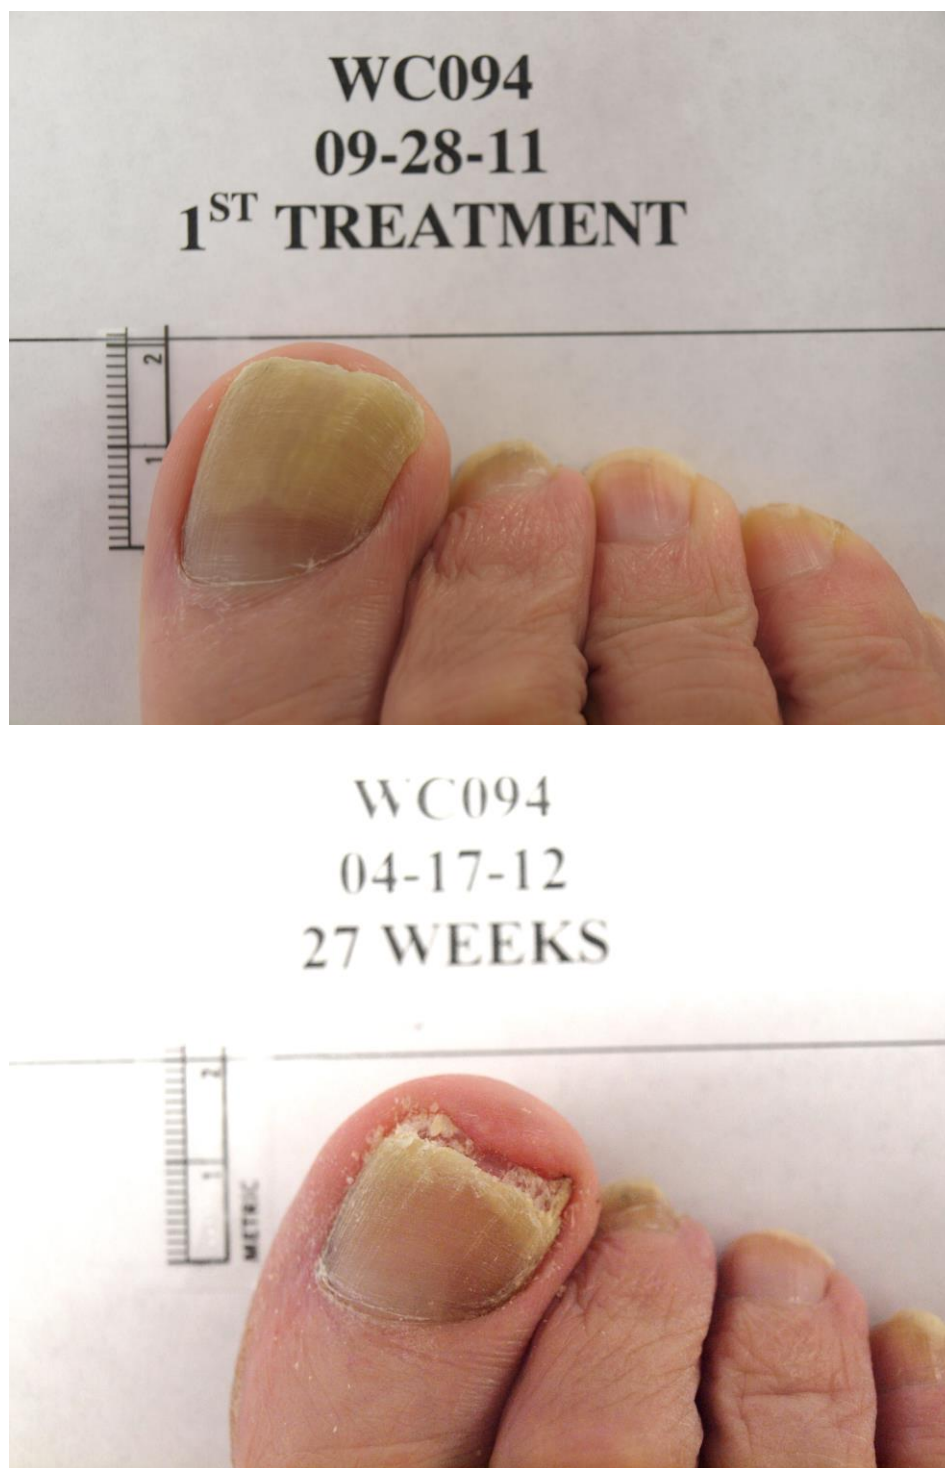 WC094
09-28-11
1ST TREATMENT
2
1
WC094
04-17-12
27 WEEKS
2
1
METRIC